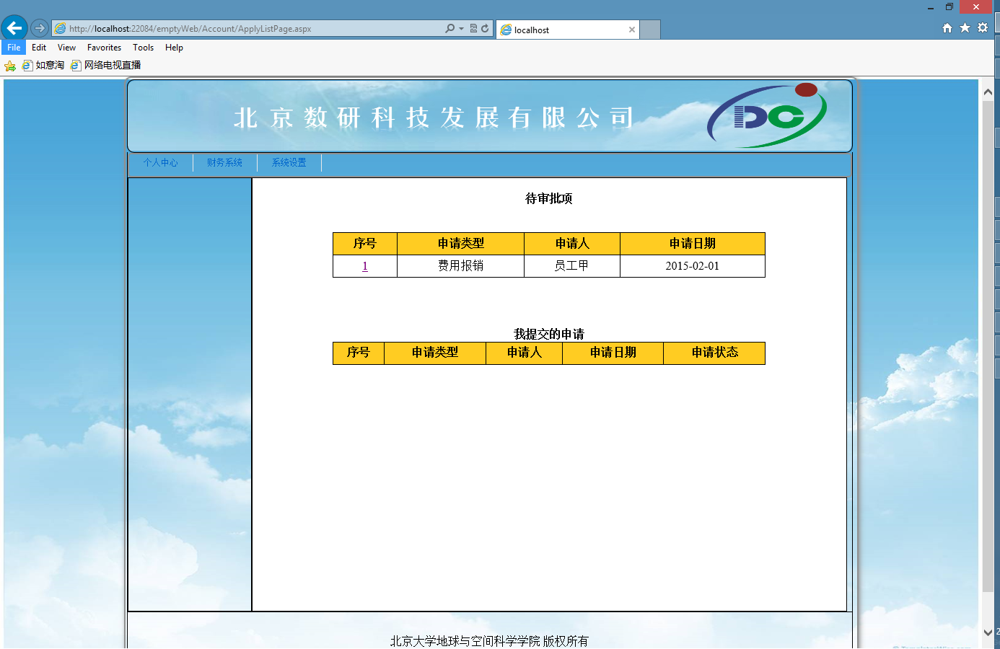 http://localhost:22084/emptyWeb/Account/ApplyListPage.aspx
localhost
File Edit View Favorites Tools Help
如意淘 网络电视直播
北京数研科技发展有限公司
DC
个人中心 财务系统 系统设置
待审批项
序号 申请类型 申请人 申请日期
1 费用报销 员工甲 2015-02-01
我提交的申请
序号 申请类型 申请人 申请日期 申请状态
北京大学地球与空间科学学院 版权所有